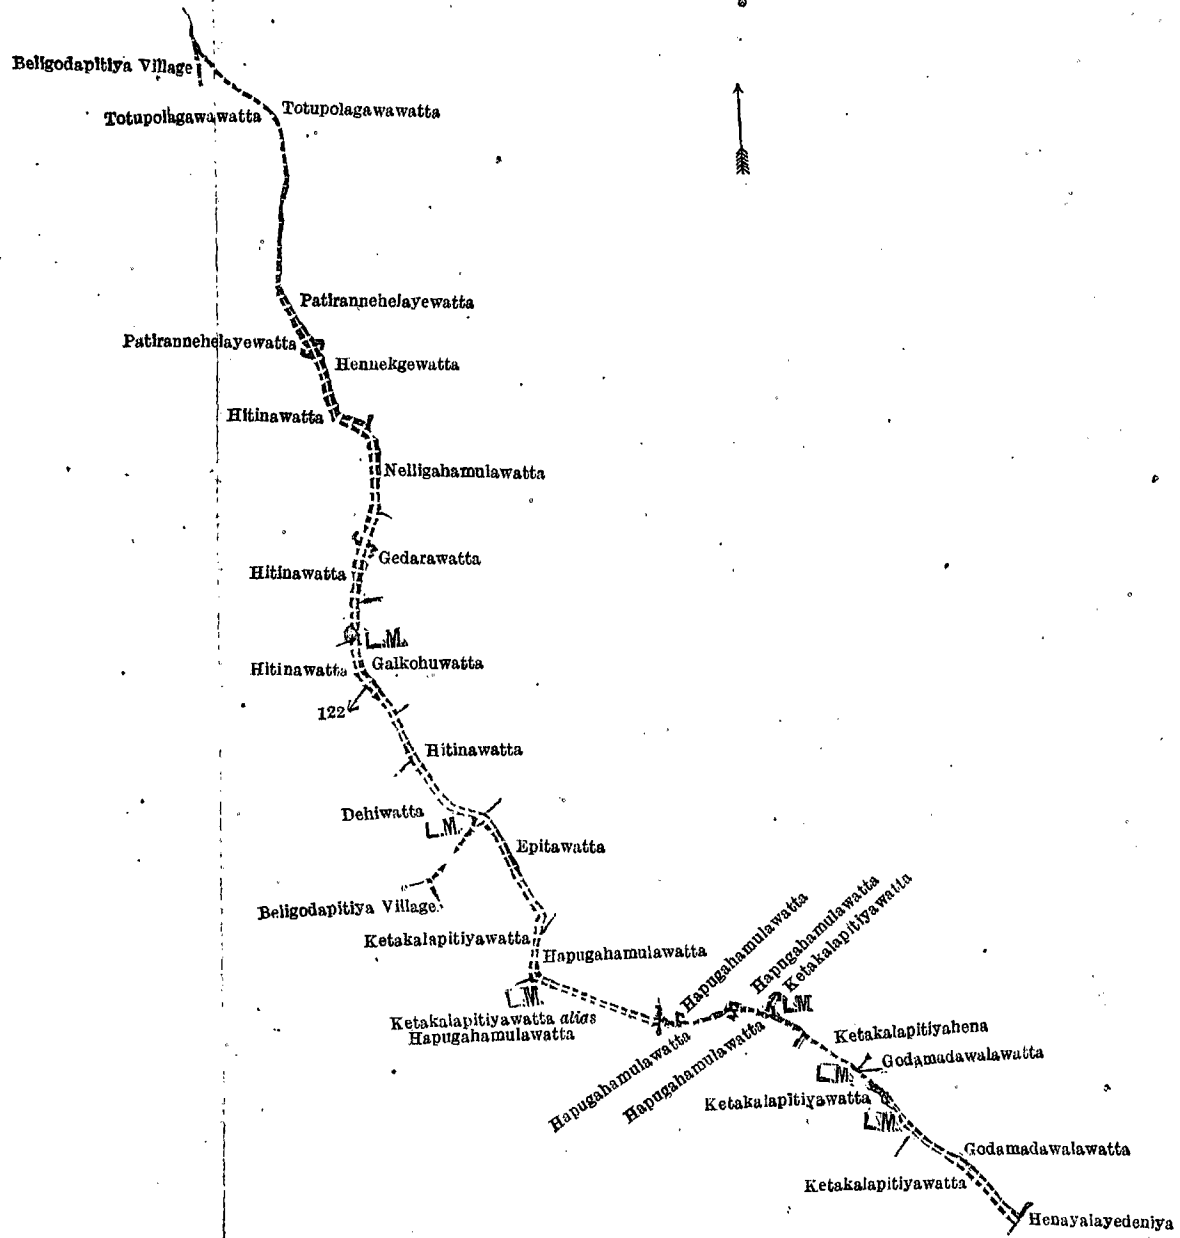 Beligodapitiya Village
Totupolagawawatta
Totupolagawawatta
Patirannehelayewatta
Patirannehelayewatta
Hennekgewatta
Hitinawatta
Nelligahamulawatta
Gedarawatta
Hitinawatta
L.M.
Galkohuwatta
Hitinawatta
122
Hitinawatta
Dehiwatta
L.M.
Epitawatta
Beligodapitiya Village
Ketakalapitiyawatta
Hapugahamulawatta
L.M.
Ketakalapitiyawatta alias
Hapugahamulawatta
Hapugahamulawatta
Hapugahamulawatta
Ketakalapitiyawatta
L.M.
Hapugahamulawatta
Hapugahamulawatta
Ketakalapitiyahena
Godamadawalawatta
L.M.
Ketakalapitiyawatta
L.M.
Godamadawalawatta
Ketakalapitiyawatta
Henayalayedeniya